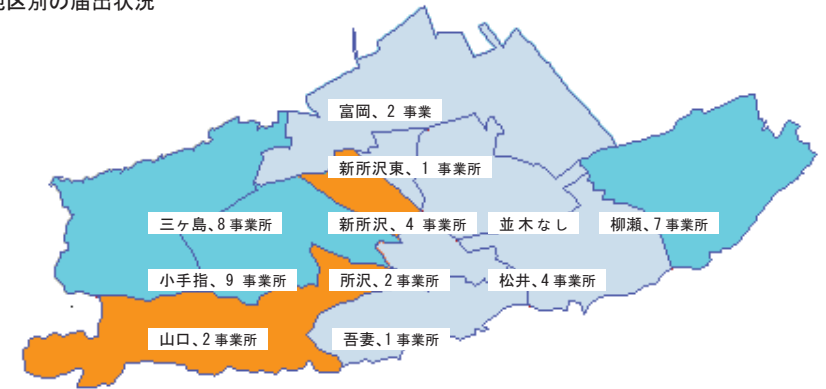 区別の届出状況
富岡、2 事業
新所沢東、1 事業所
三ヶ島、8事業所
新所沢、4 事業所
並木なし
柳瀬、7事業所
小手指、9 事業所
所沢、2事業所
松井、4事業所
山口、2事業所
吾妻、1事業所